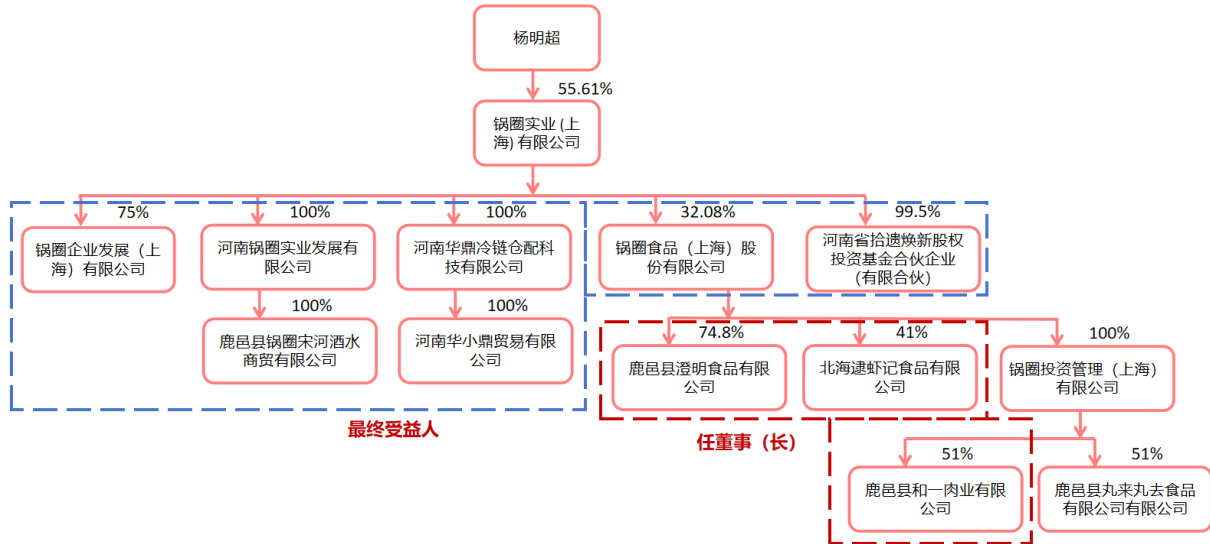 杨明超
55.61%
锅圈实业 (上
海) 有限公司
75%
100%
100%
32.08%
99.5%
锅圈企业发展（上
海）有限公司
河南锅圈实业发展有
限公司
河南华鼎冷链仓配科
技有限公司
锅圈食品（上海）股
份有限公司
河南省拾遗焕新股权
投资基金合伙企业
（有限合伙）
100%
100%
鹿邑县锅圈宋河酒水
商贸有限公司
河南华小鼎贸易有限
公司
74.8%
41%
100%
鹿邑县澄明食品有限
公司
北海逮虾记食品有限
公司
锅圈投资管理（上海）
有限公司
最终受益人
任董事（长）
51%
51%
鹿邑县和一肉业有限
公司
鹿邑县丸来丸去食品
有限公司有限公司